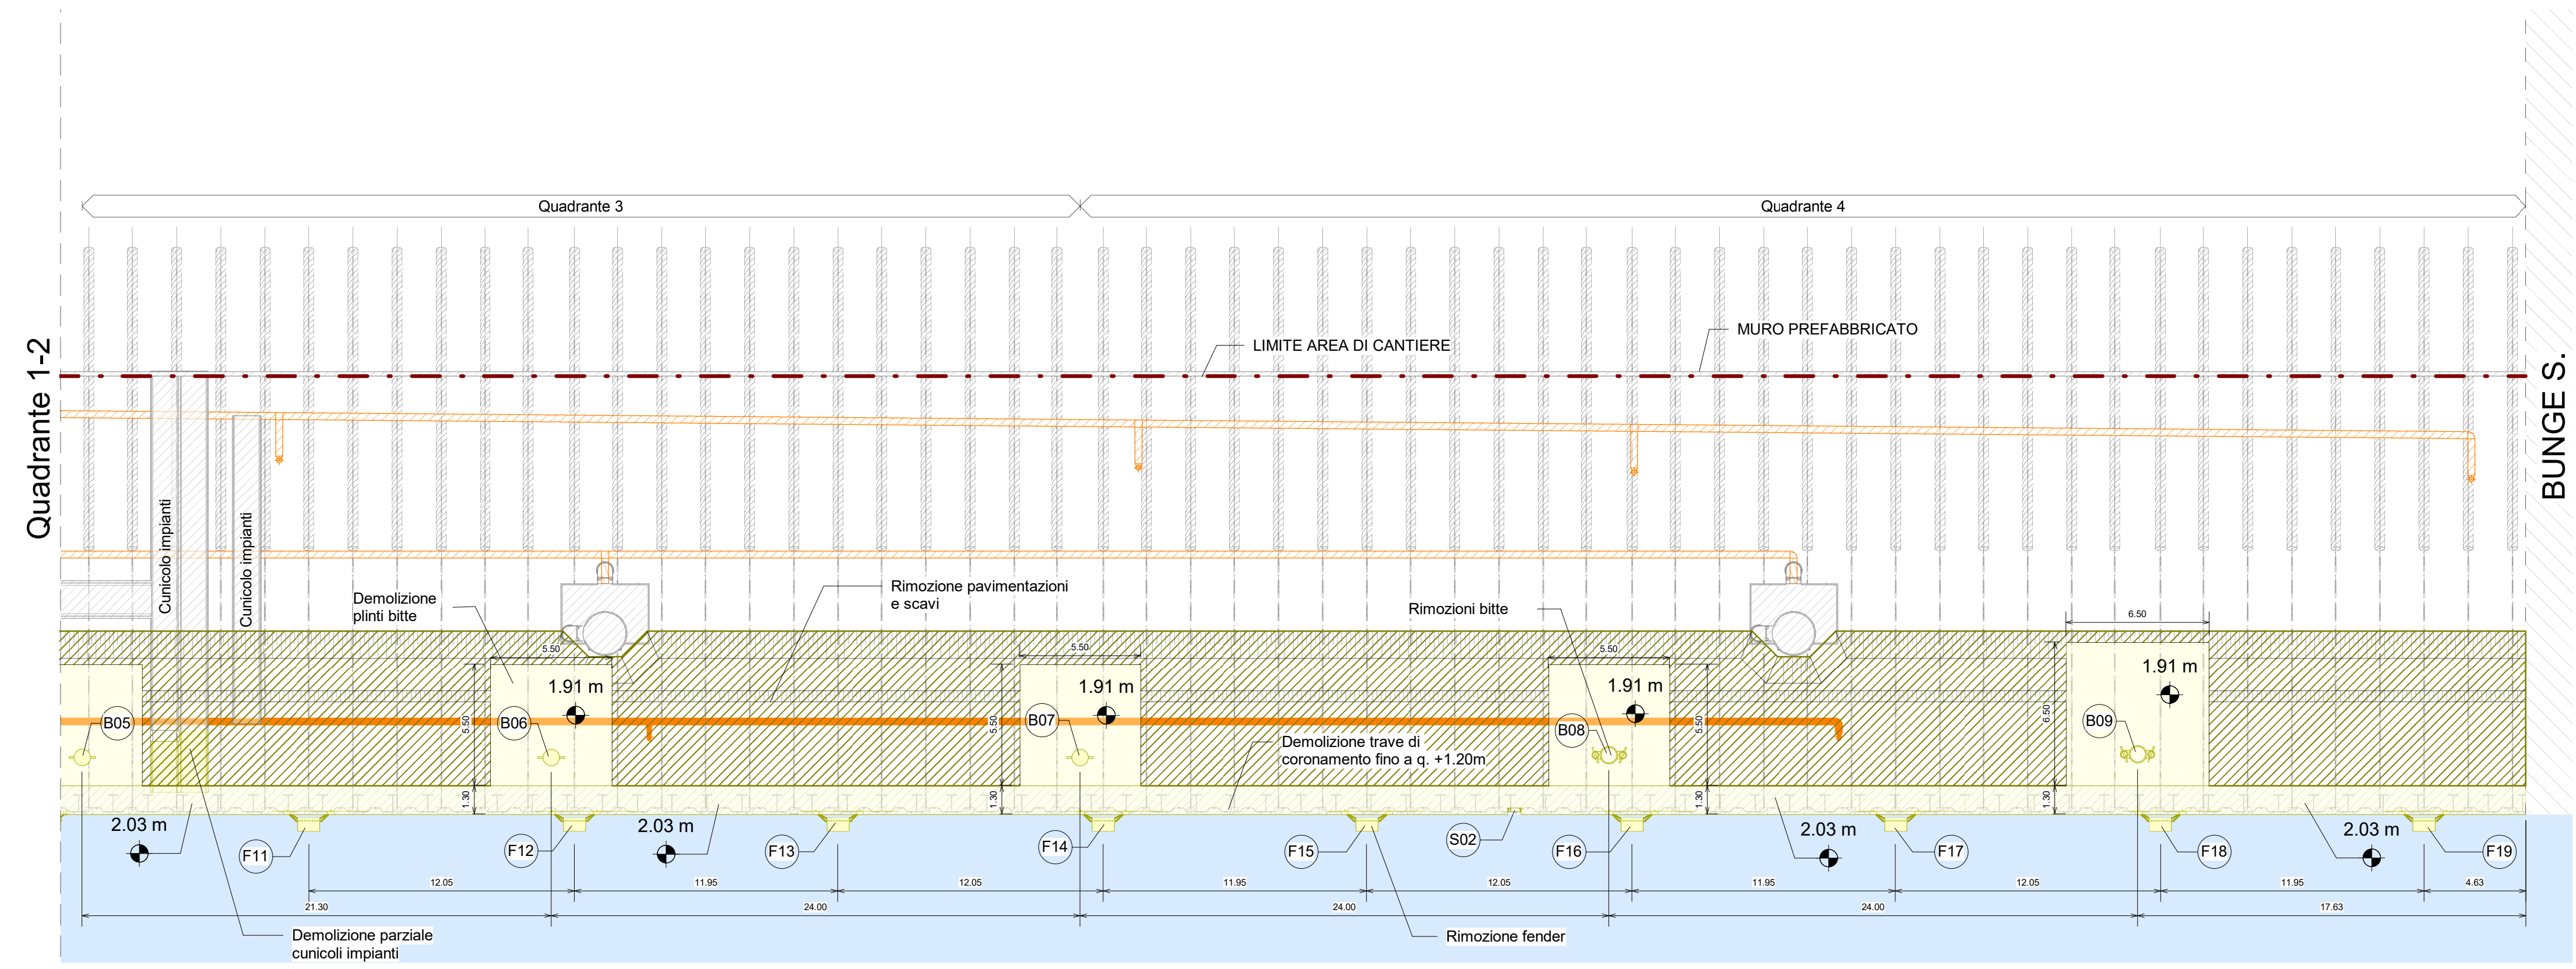 Quadrante 3
Quadrante 4
Quadrante 1-2
BUNGE S.
LIMITE AREA DI CANTIERE
MURO PREFABBRICATO
Cunicolo impianti
Cunicolo impianti
Demolizione
plinti bitte
Rimozione pavimentazioni
e scavi
Rimozioni bitte
6.50
5.50
5.50
5.50
1.91 m
1.91 m
1.91 m
1.91 m
B05
B06
B07
B08
B09
5.50
5.50
5.50
6.50
Demolizione trave di
coronamento fino a q. +1.20m
1.30
1.30
1.30
1.30
2.03 m
2.03 m
2.03 m
2.03 m
F11
F12
F13
F14
F15
S02
F16
F17
F18
F19
12.05
11.95
12.05
11.95
12.05
11.95
12.05
11.95
4.63
21.30
24.00
24.00
24.00
17.63
Demolizione parziale
cunicoli impianti
Rimozione fender